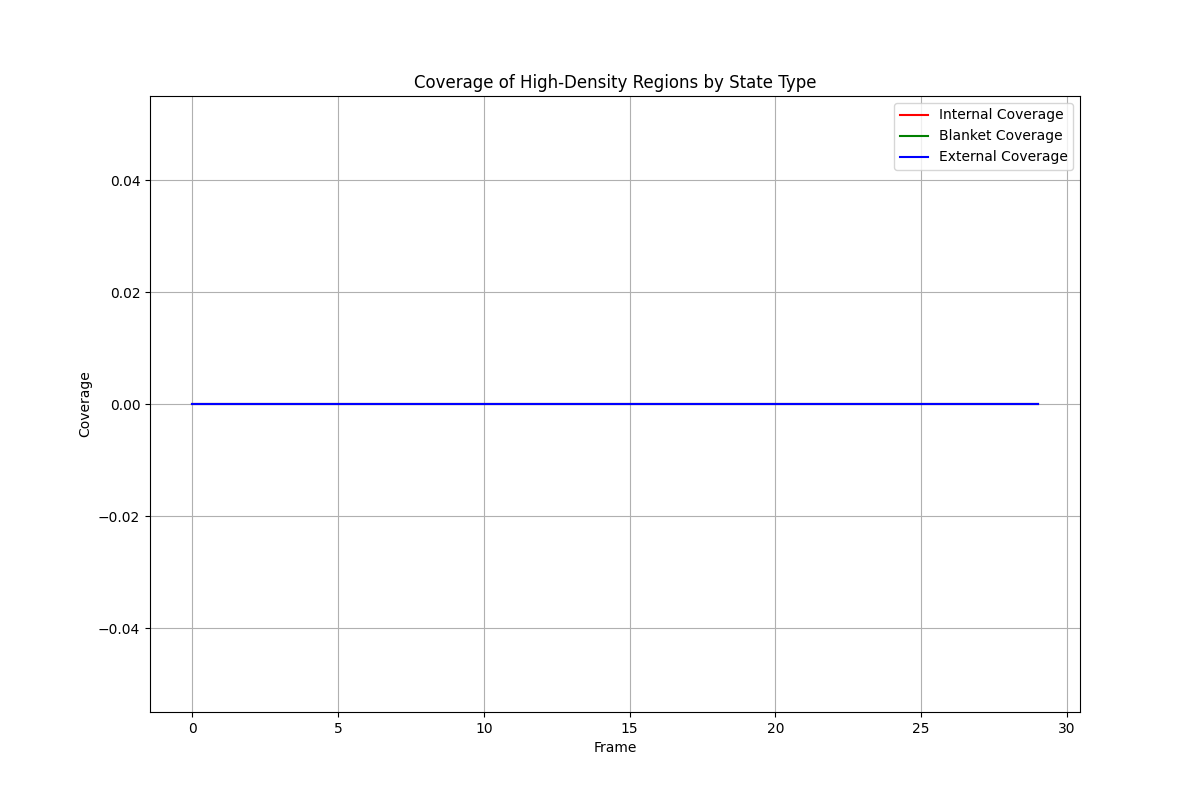 Coverage of High-Density Regions by State Type
Internal Coverage
Blanket Coverage
External Coverage
Coverage
0.04
0.02
0.00
−0.02
−0.04
0 5 10 15 20 25 30
Frame